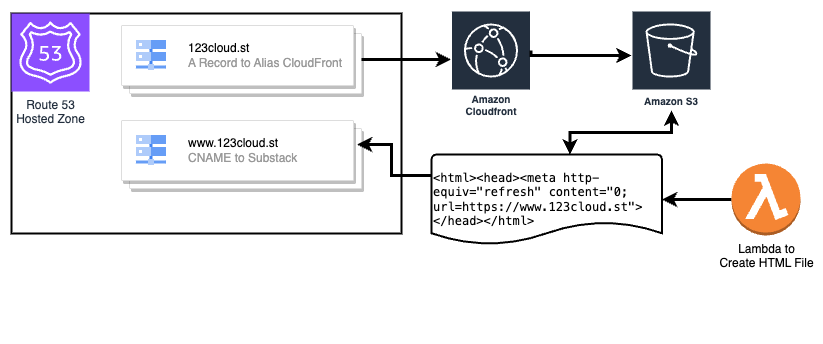 53
Route 53
Hosted Zone
123cloud.st
A Record to Alias CloudFront
www.123cloud.st
CNAME to Substack
Amazon
Cloudfront
Amazon S3
<html><head><meta http-
equiv="refresh" content="0;
url=https://www.123cloud.st">
</head></html>
Lambda to
Create HTML File